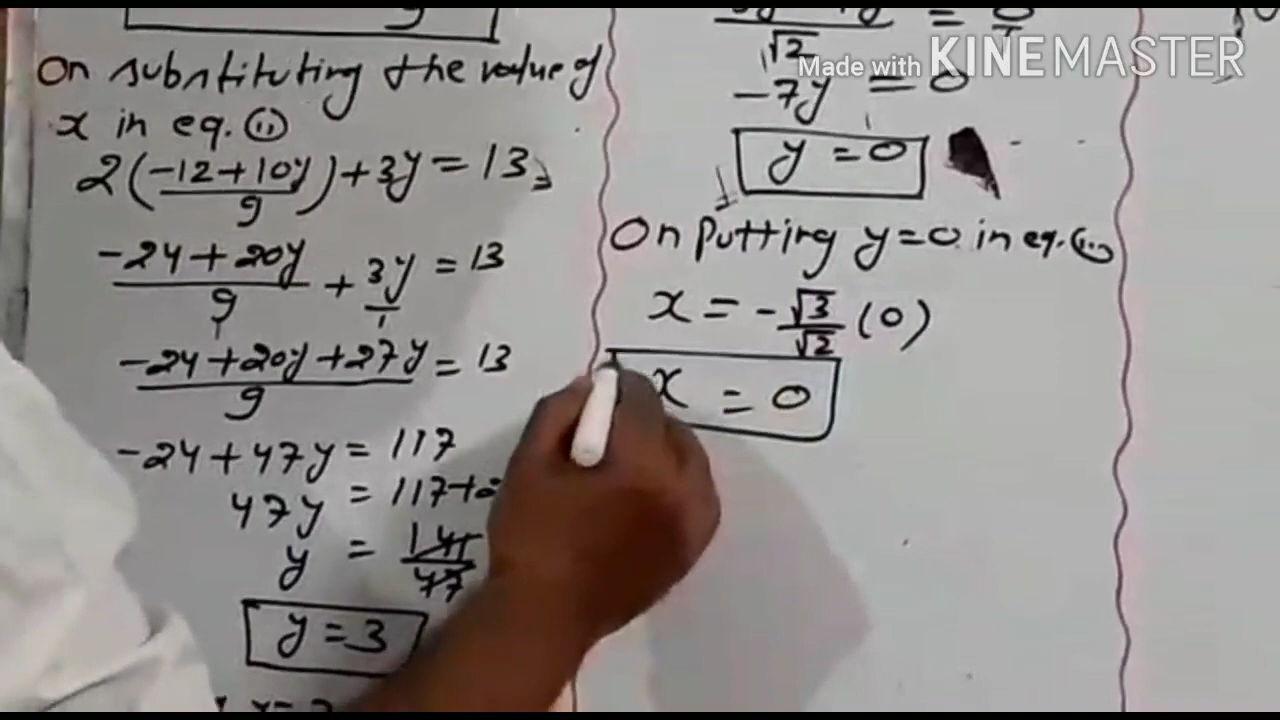 On substituting the value of
x in eq. (ii)
2(-12+10y/9)+3y=13
-24+20y/9 + 3y/1 = 13
-24+20y+27y/9 = 13
-24+47y = 117
47y = 117+
y = 141/47
y = 3
√2
-7y = 0
y = 0
On putting y=0 in eq.
x = -√3/√2 (0)
x = 0
Made with KINEMASTER